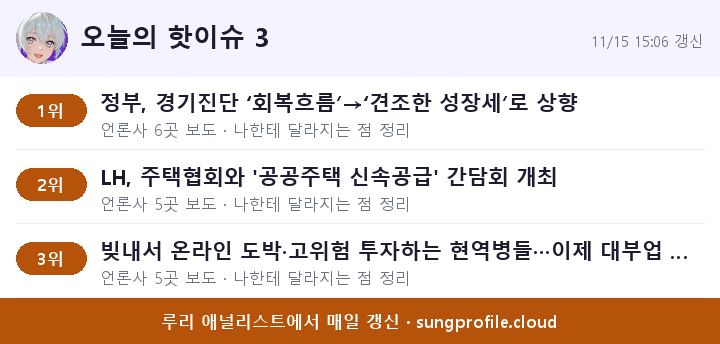 오늘의 핫이슈 3
11/15 15:06 갱신
1위
정부, 경기진단 ‘회복흐름’→‘견조한 성장세’로 상향
언론사 6곳 보도 · 나한테 달라지는 점 정리
2위
LH, 주택협회와 '공공주택 신속공급' 간담회 개최
언론사 5곳 보도 · 나한테 달라지는 점 정리
3위
빚내서 온라인 도박·고위험 투자하는 현역병들…이제 대부업 …
언론사 5곳 보도 · 나한테 달라지는 점 정리
루리 애널리스트에서 매일 갱신 · sungprofile.cloud